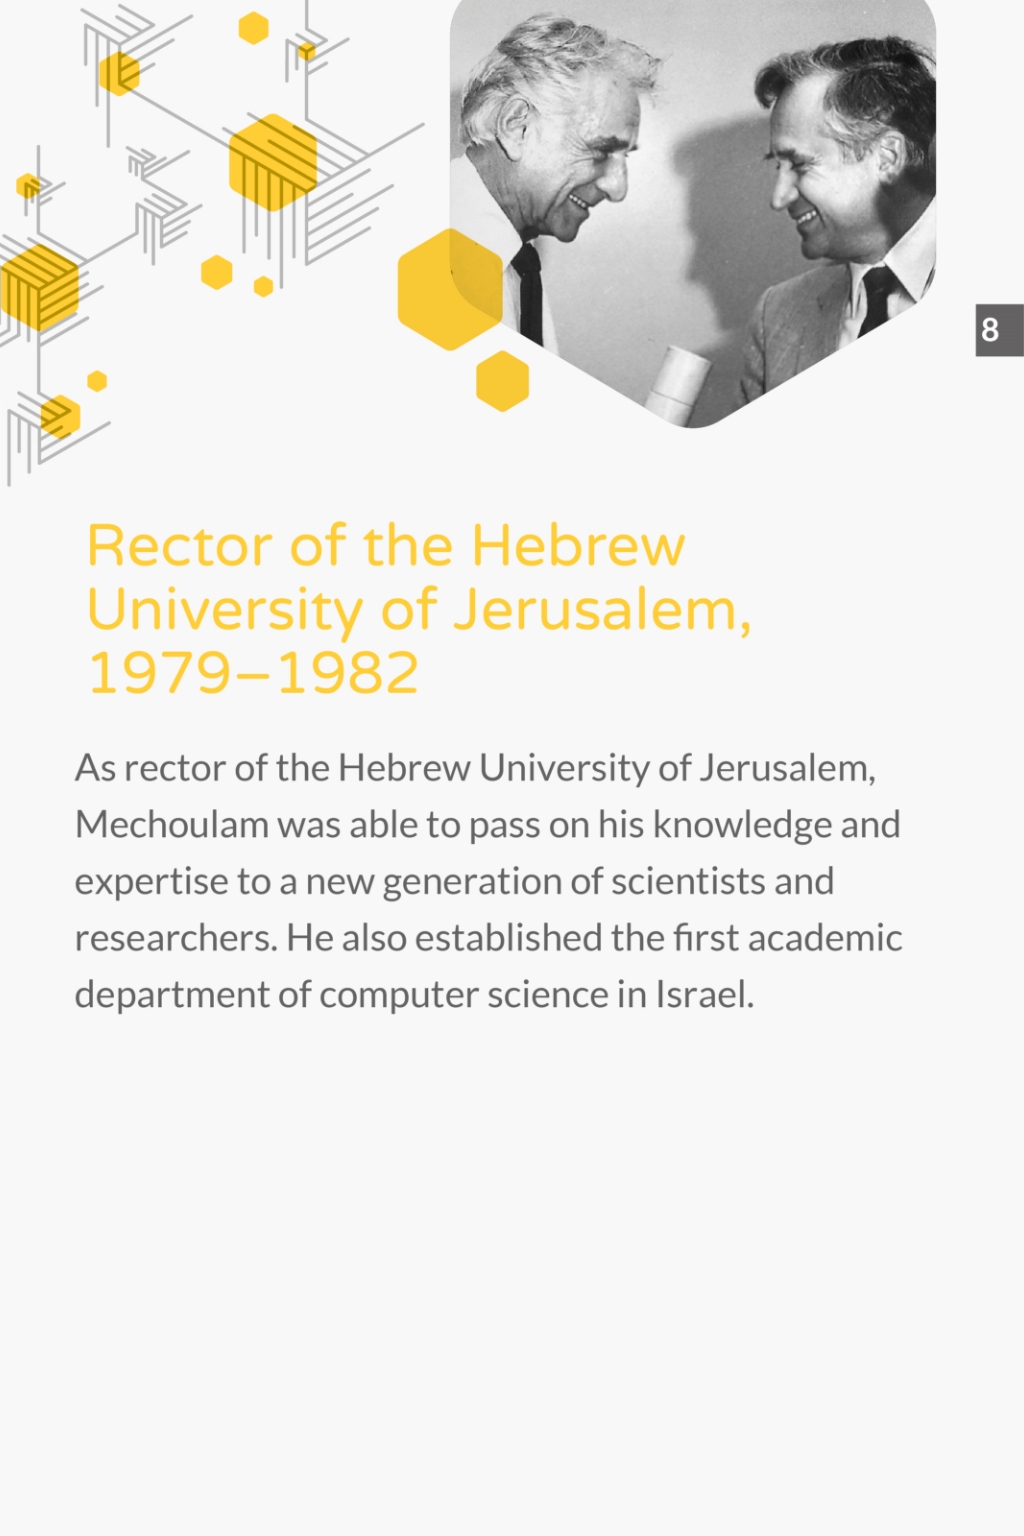 8
Rector of the Hebrew
University of Jerusalem,
1979–1982
As rector of the Hebrew University of Jerusalem,
Mechoulam was able to pass on his knowledge and
expertise to a new generation of scientists and
researchers. He also established the first academic
department of computer science in Israel.